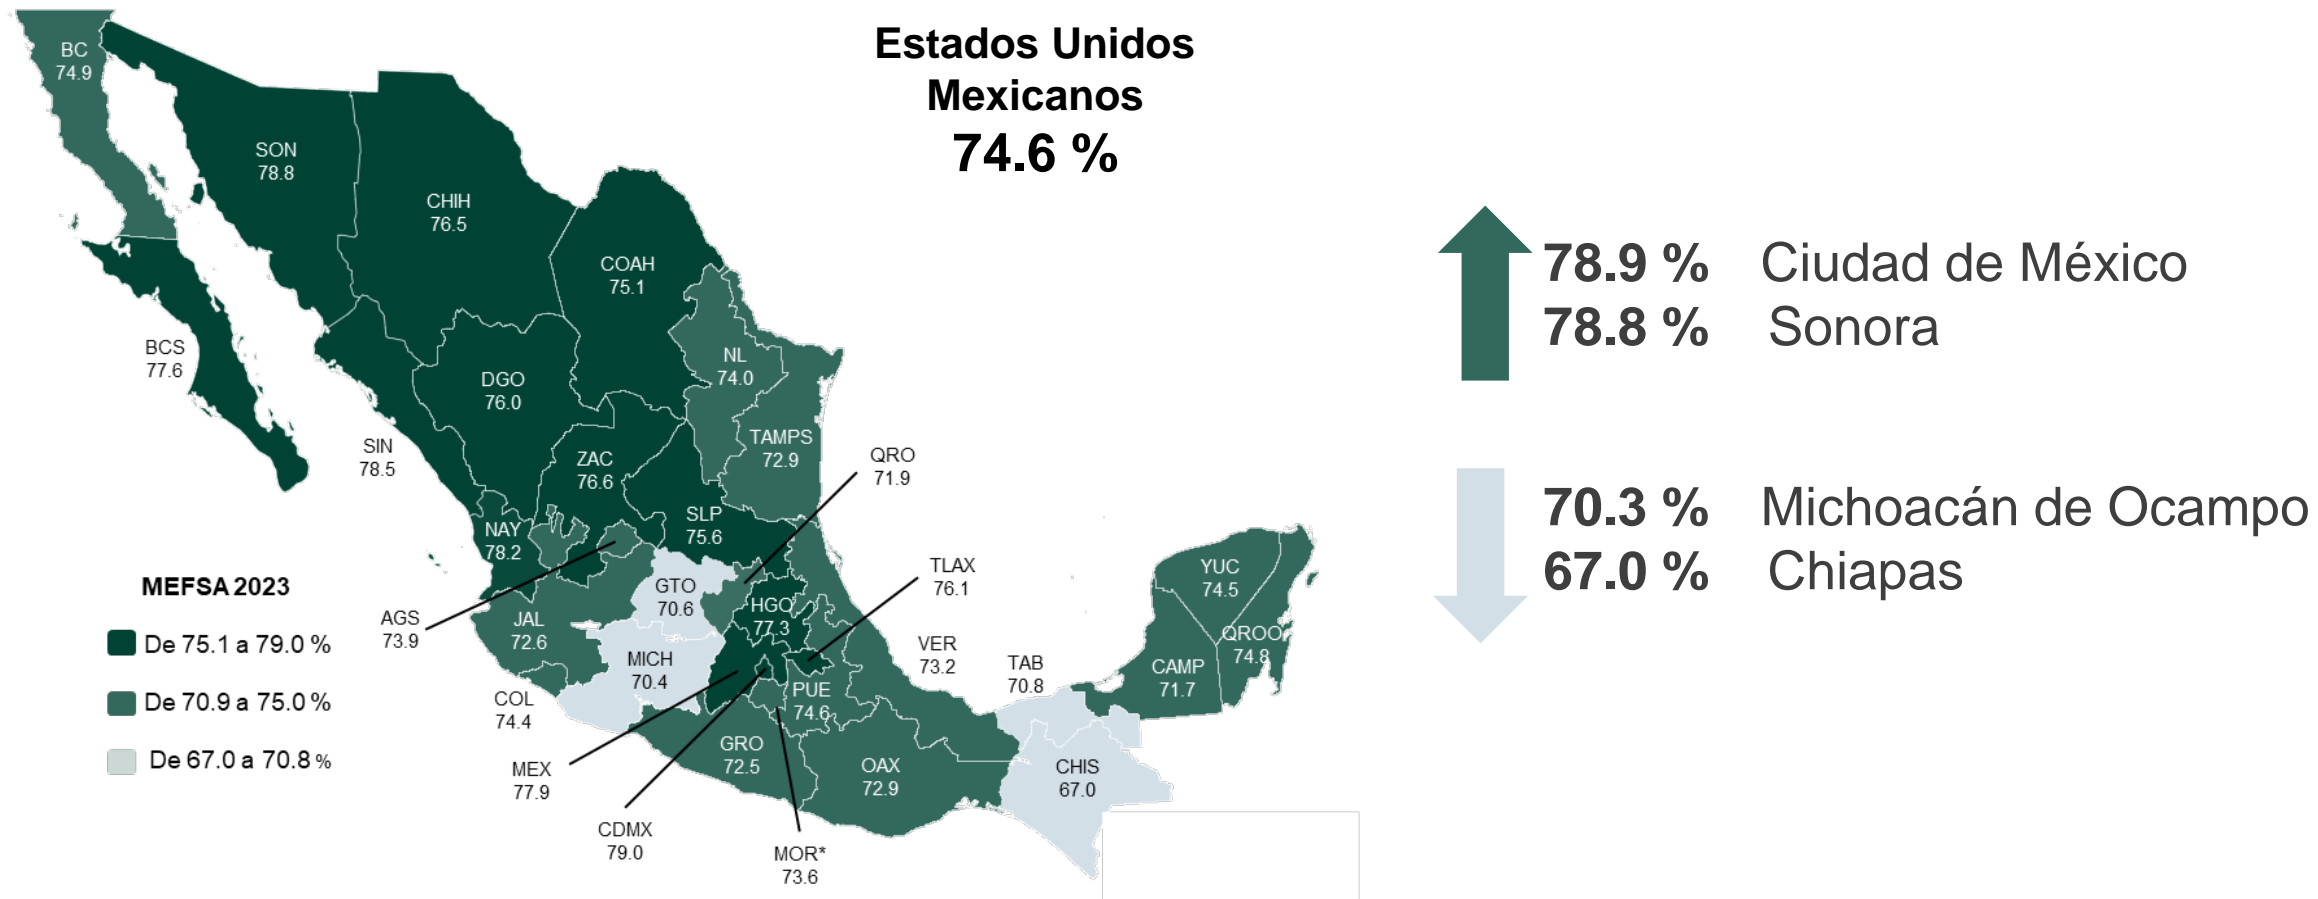 Estados Unidos
Mexicanos
74.6 %
BC
74.9
SON
78.8
CHIH
76.5
COAH
75.1
BCS
77.6
NL
74.0
DGO
76.0
TAMPS
72.9
SIN
78.5
ZAC
76.6
QRO
71.9
SLP
75.6
NAY
78.2
TLAX
76.1
YUC
74.5
GTO
70.6
HGO
77.3
AGS
73.9
JAL
72.6
QROO
74.8
VER
73.2
MICH
70.4
TAB
70.8
CAMP
71.7
PUE
74.6
COL
74.4
GRO
72.5
OAX
72.9
CHIS
67.0
MEX
77.9
CDMX
79.0
MOR*
73.6
MEFSA 2023
De 75.1 a 79.0 %
De 70.9 a 75.0 %
De 67.0 a 70.8 %
78.9 % Ciudad de México
78.8 % Sonora
70.3 % Michoacán de Ocampo
67.0 % Chiapas